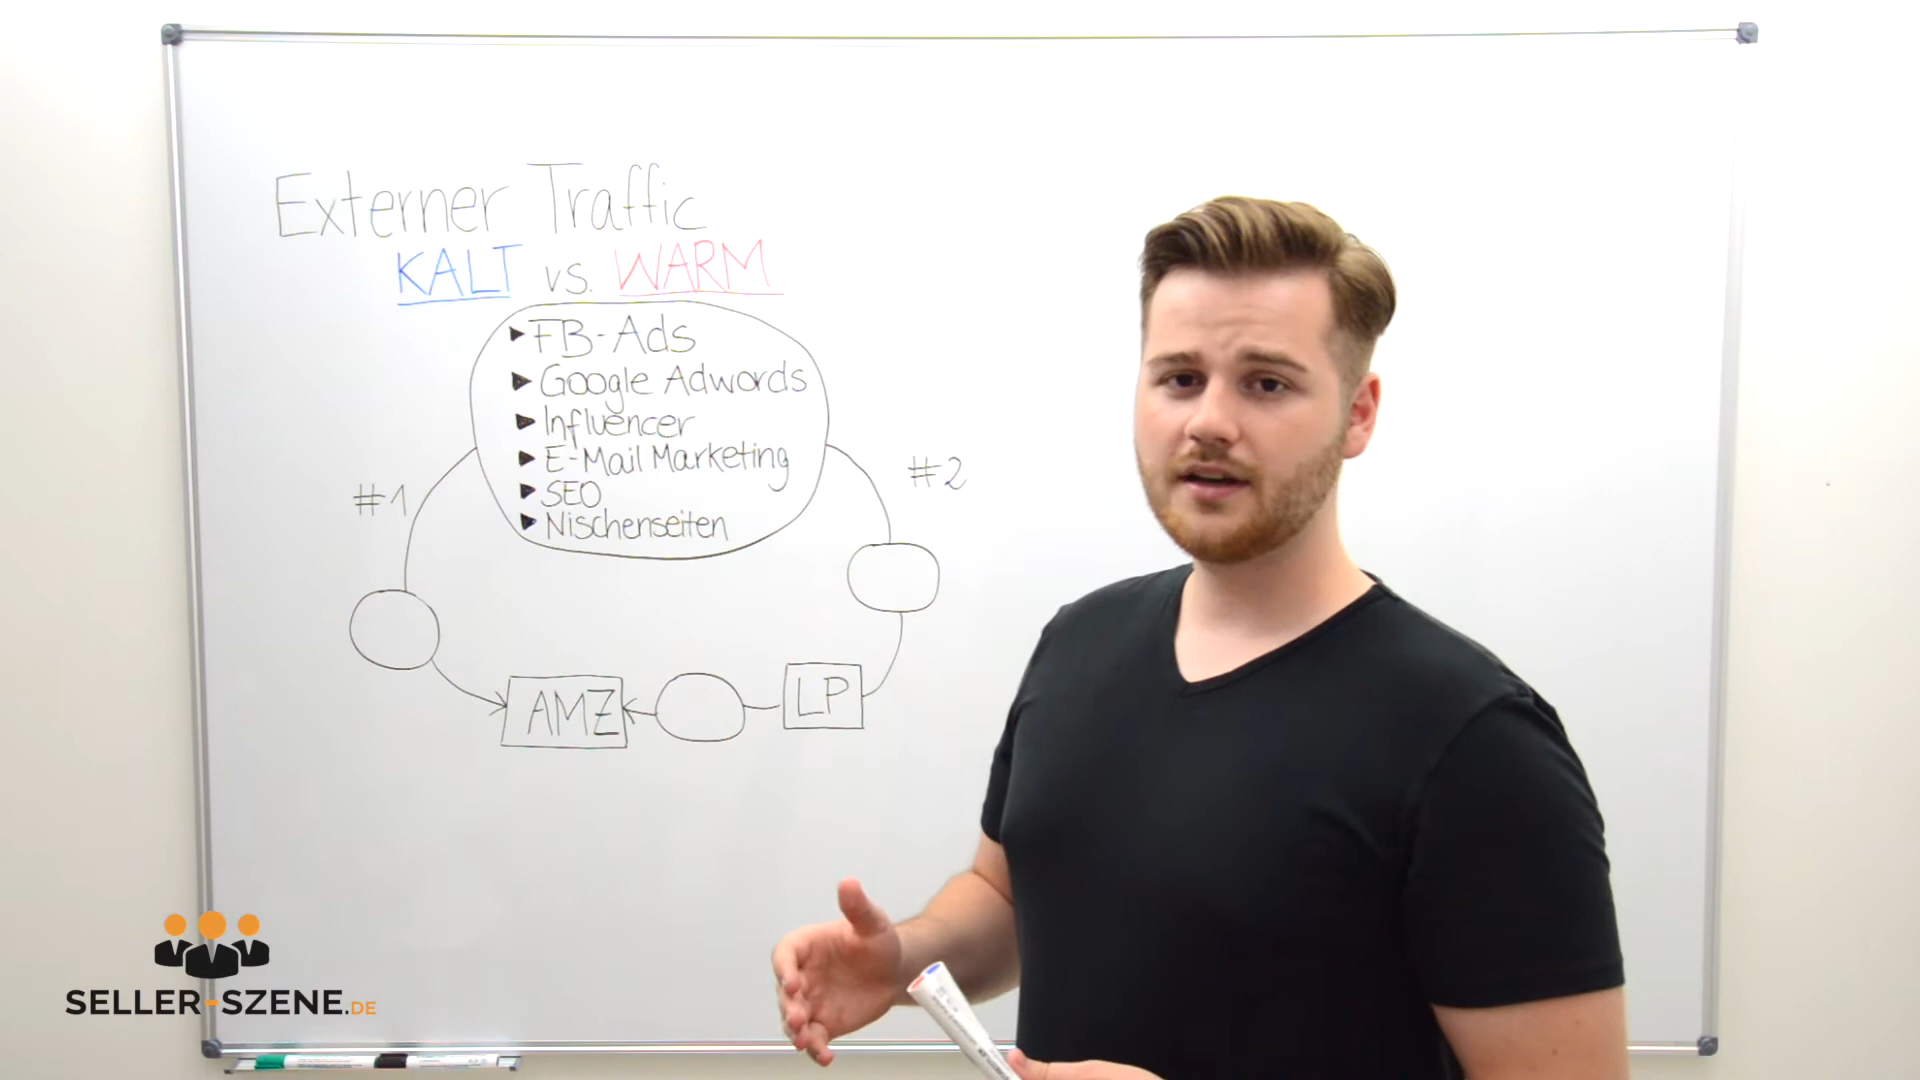 Externer Traffic
KALT vs. WARM
FB-Ads
Google Adwords
Influencer
E-Mail Marketing
SEO
Nischenseiten
#1
#2
AMZ
LP
SELLER-SZENE.DE